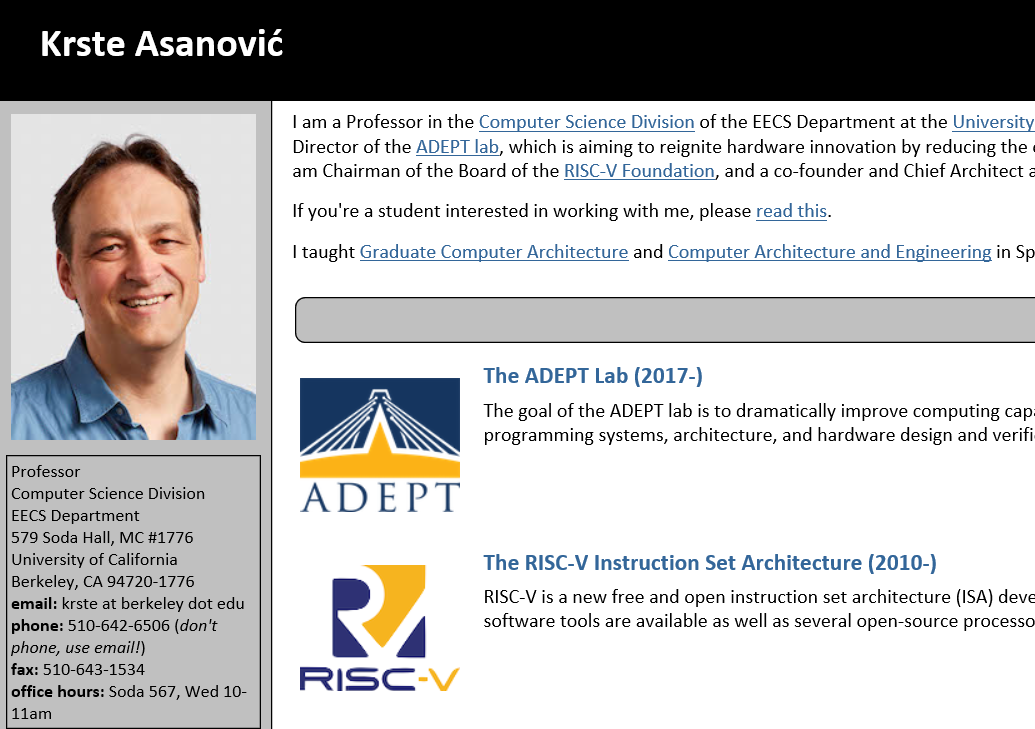 Krste Asanović
I am a Professor in the Computer Science Division of the EECS Department at the University
Director of the ADEPT lab, which is aiming to reignite hardware innovation by reducing the
am Chairman of the Board of the RISC-V Foundation, and a co-founder and Chief Architect
If you're a student interested in working with me, please read this.
I taught Graduate Computer Architecture and Computer Architecture and Engineering in Sp
The ADEPT Lab (2017-)
The goal of the ADEPT lab is to dramatically improve computing cap
programming systems, architecture, and hardware design and verifi
ADEPT
The RISC-V Instruction Set Architecture (2010-)
RISC-V is a new free and open instruction set architecture (ISA) deve
software tools are available as well as several open-source processo
RISC-V
Professor
Computer Science Division
EECS Department
579 Soda Hall, MC #1776
University of California
Berkeley, CA 94720-1776
email: krste at berkeley dot edu
phone: 510-642-6506 (don't
phone, use email!)
fax: 510-643-1534
office hours: Soda 567, Wed 10-
11am